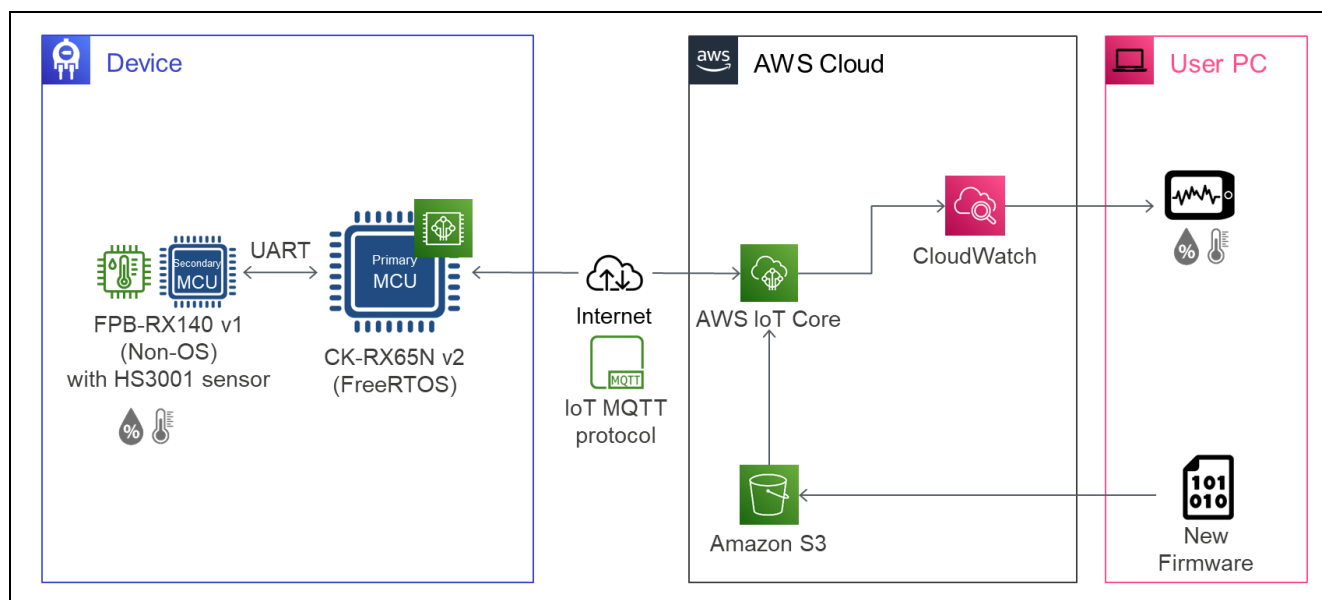 Device
Secondary
MCU
UART
Primary
MCU
FPB-RX140 v1
(Non-OS)
with HS3001 sensor
%
CK-RX65N v2
(FreeRTOS)
Internet
MQTT
IoT MQTT
protocol
aws
AWS Cloud
AWS IoT Core
CloudWatch
Amazon S3
User PC
%
101
010
New
Firmware